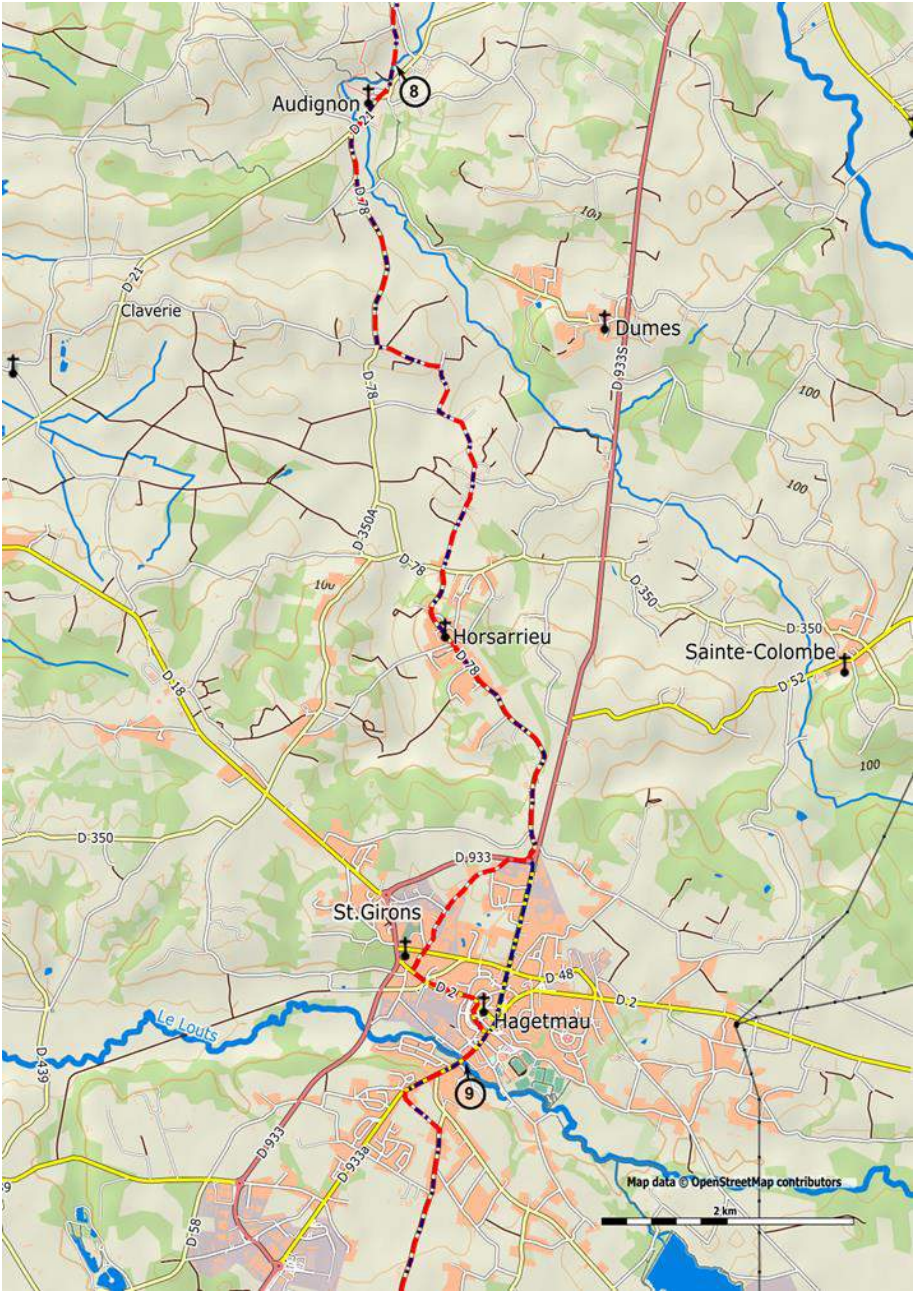 8
Audignon
D 21
D 78
100
D 21
Claverie
Dumes
D 933S
D 78
100
100
D 350A
D 78
100
D 350
Horsarrieu
D 350
Sainte-Colombe
D 78
D 52
D 18
100
D 350
D 933
St.Girons
D 48
D 2
D 2
Hagetmau
Le Louts
D 439
9
D 933
D 933a
39
D 58
Map data © OpenStreetMap contributors
2 km